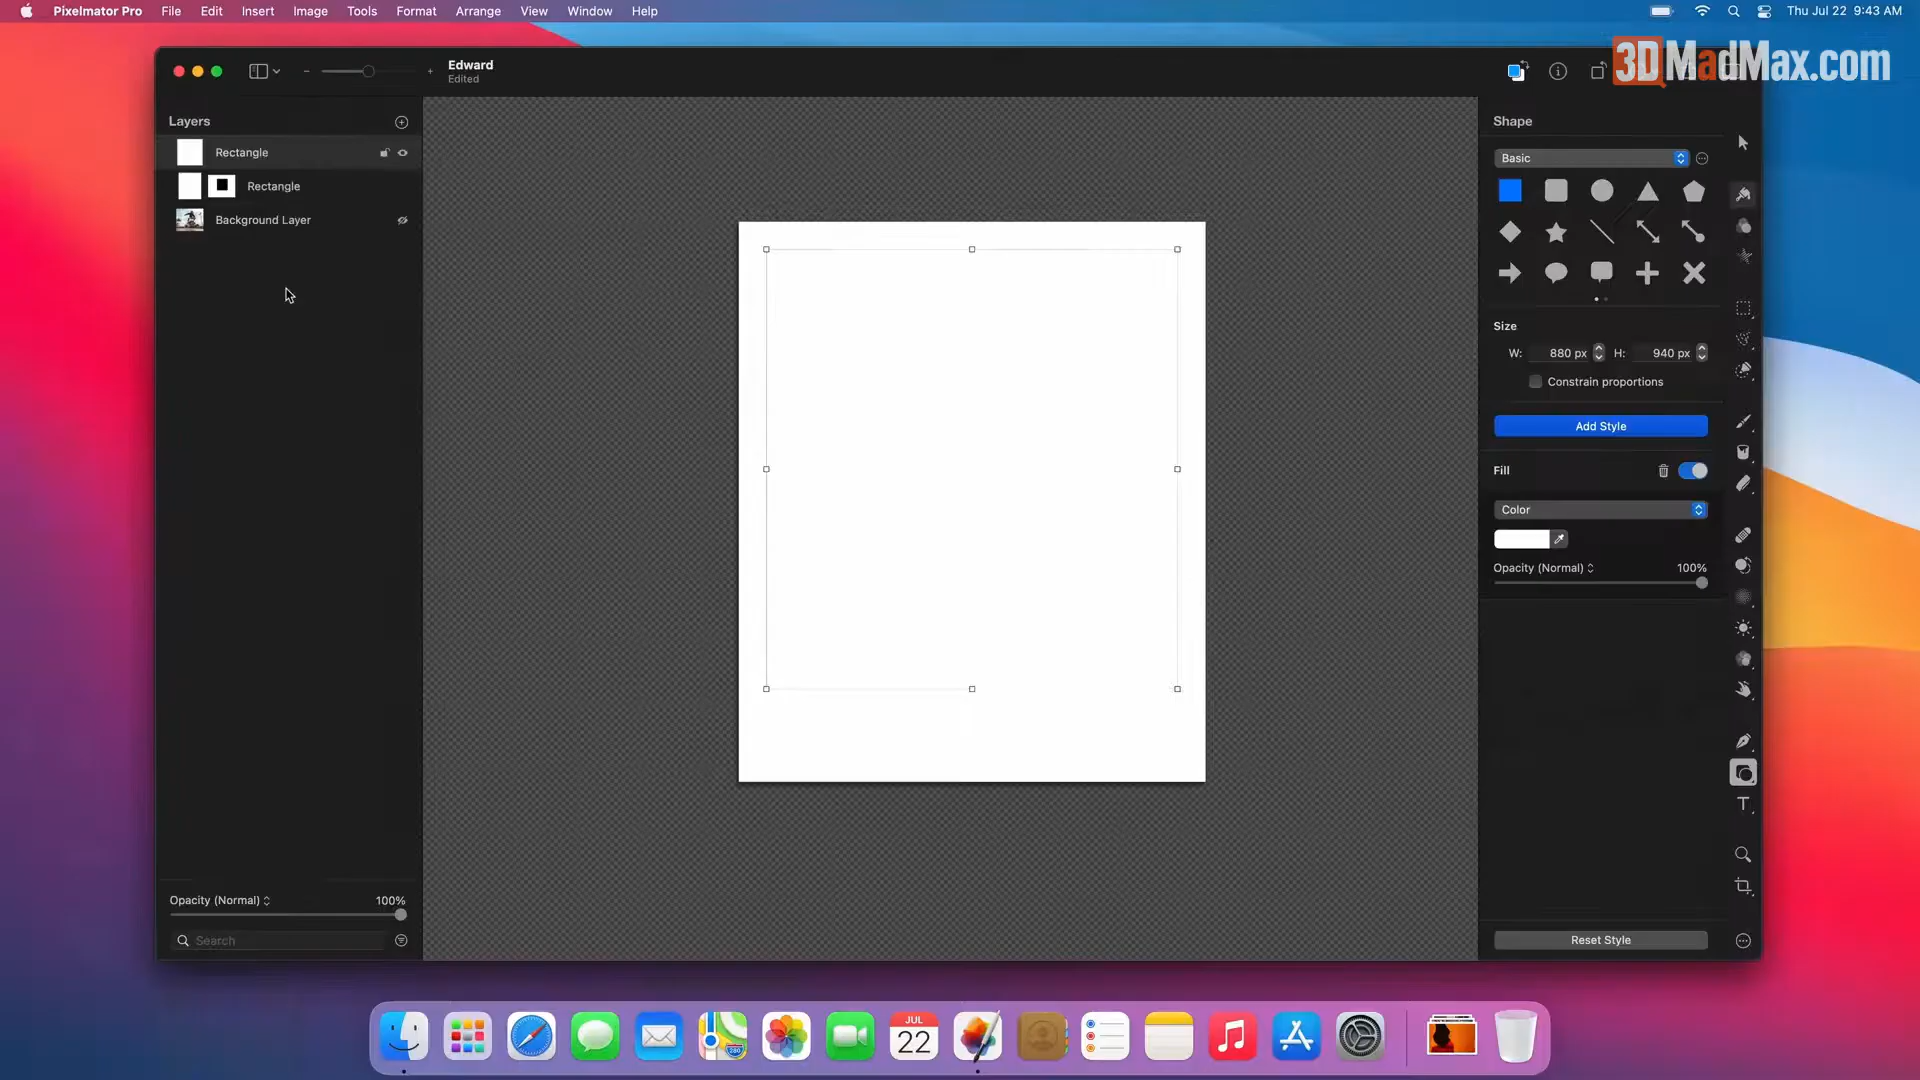 Pixelmator Pro File Edit Insert Image Tools Format Arrange View Window Help Thu Jul 22 9:43 AM
3DMadMax.com
Edward
Edited
Layers
Rectangle
Rectangle
Background Layer
Opacity (Normal) 100%
Search
Shape
Basic
Size
W: 880 px H: 940 px
Constrain proportions
Add Style
Fill
Color
Opacity (Normal) 100%
Reset Style
T
JUL
22
280